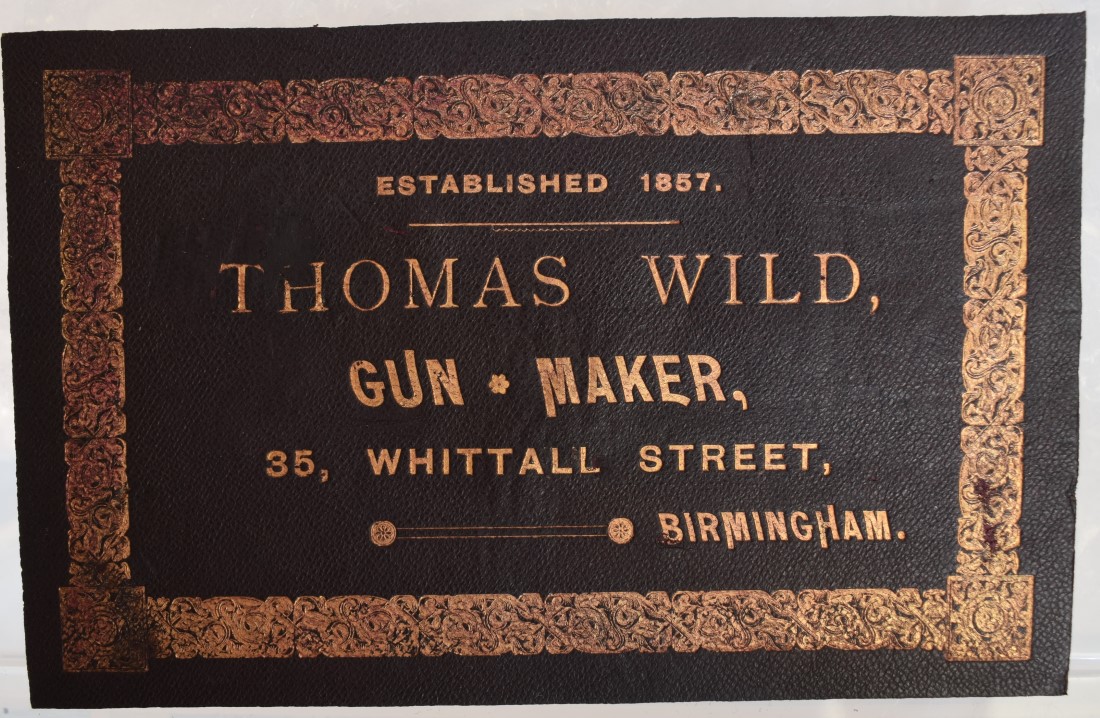 ESTABLISHED 1857.
THOMAS WILD,
GUN MAKER,
35, WHITTALL STREET,
BIRMINGHAM.